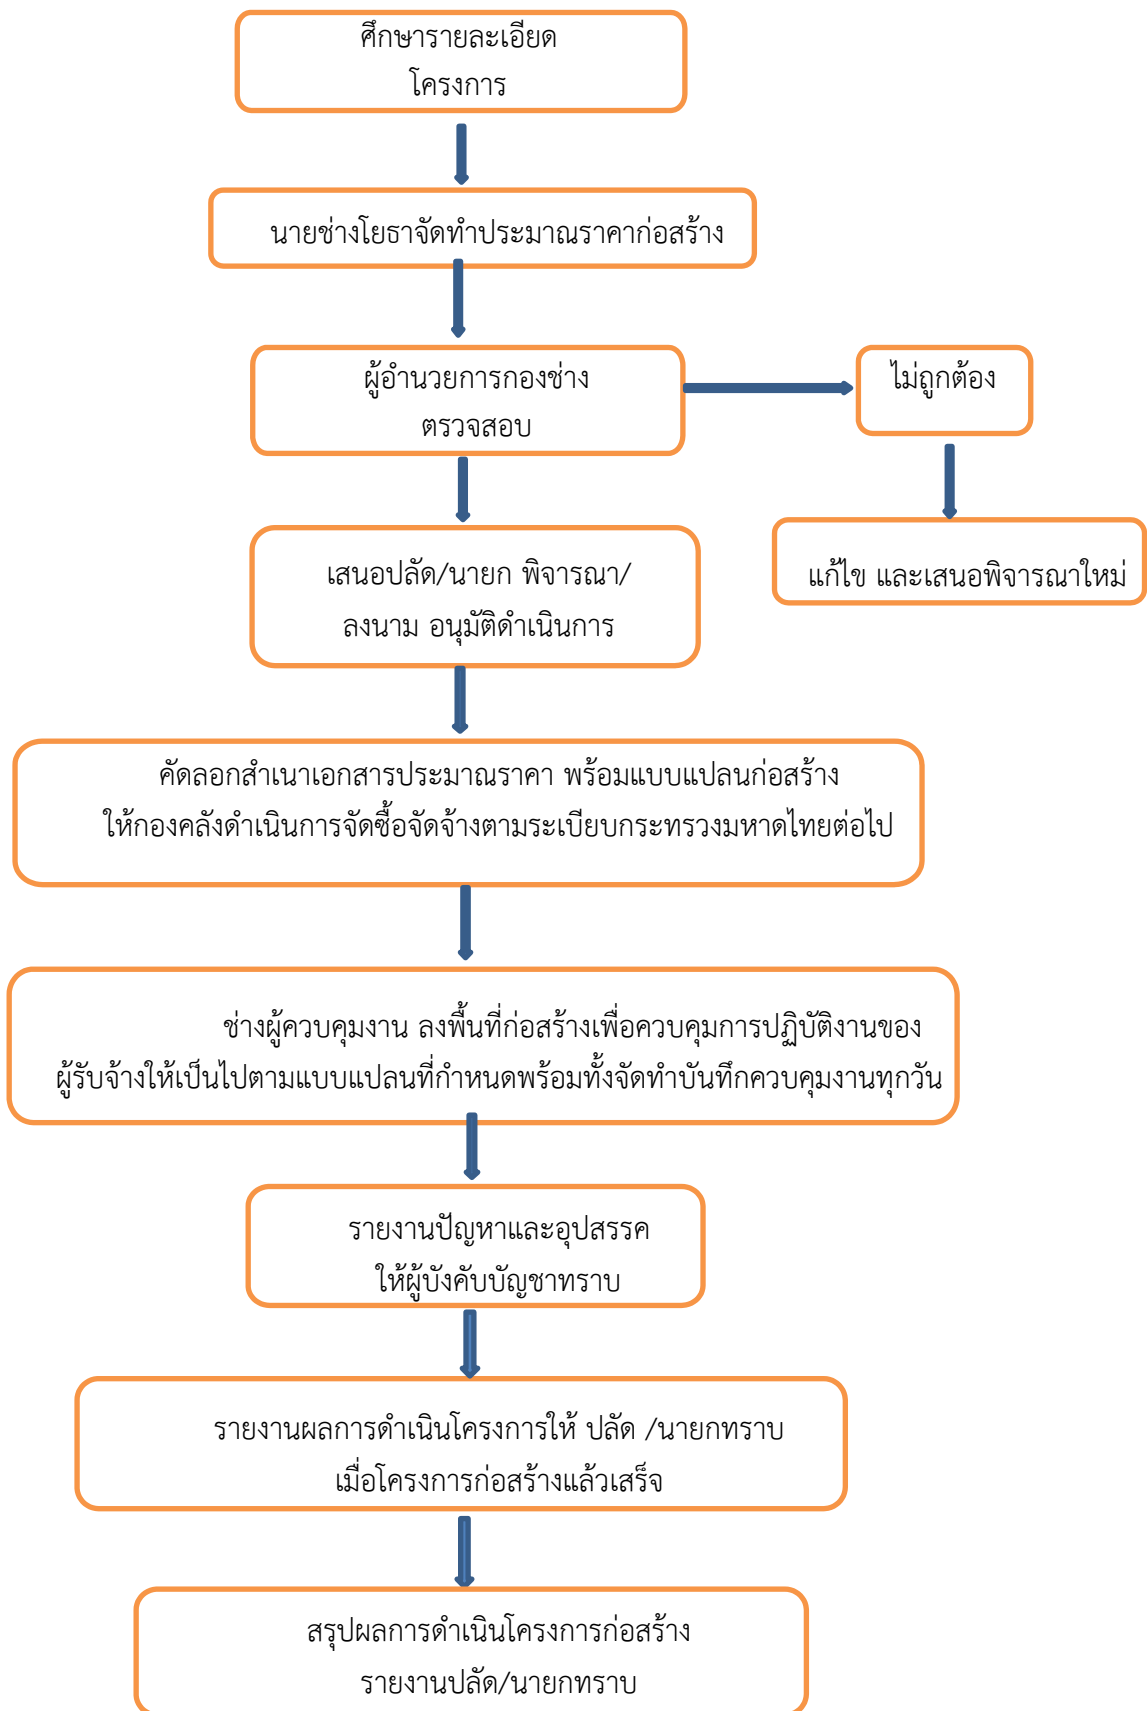 ศึกษารายละเอียด
โครงการ
นายช่างโยธาจัดทำประมาณราคาก่อสร้าง
ผู้อำนวยการกองช่าง
ตรวจสอบ
ไม่ถูกต้อง
แก้ไข และเสนอพิจารณาใหม่
เสนอปลัด/นายก พิจารณา/
ลงนาม อนุมัติดำเนินการ
คัดลอกสำเนาเอกสารประมาณราคา พร้อมแบบแปลนก่อสร้าง
ให้กองคลังดำเนินการจัดซื้อจัดจ้างตามระเบียบกระทรวงมหาดไทยต่อไป
ช่างผู้ควบคุมงาน ลงพื้นที่ก่อสร้างเพื่อควบคุมการปฏิบัติงานของ
ผู้รับจ้างให้เป็นไปตามแบบแปลนที่กำหนดพร้อมทั้งจัดทำบันทึกควบคุมงานทุกวัน
รายงานปัญหาและอุปสรรค
ให้ผู้บังคับบัญชาทราบ
รายงานผลการดำเนินโครงการให้ ปลัด /นายกทราบ
เมื่อโครงการก่อสร้างแล้วเสร็จ
สรุปผลการดำเนินโครงการก่อสร้าง
รายงานปลัด/นายกทราบ